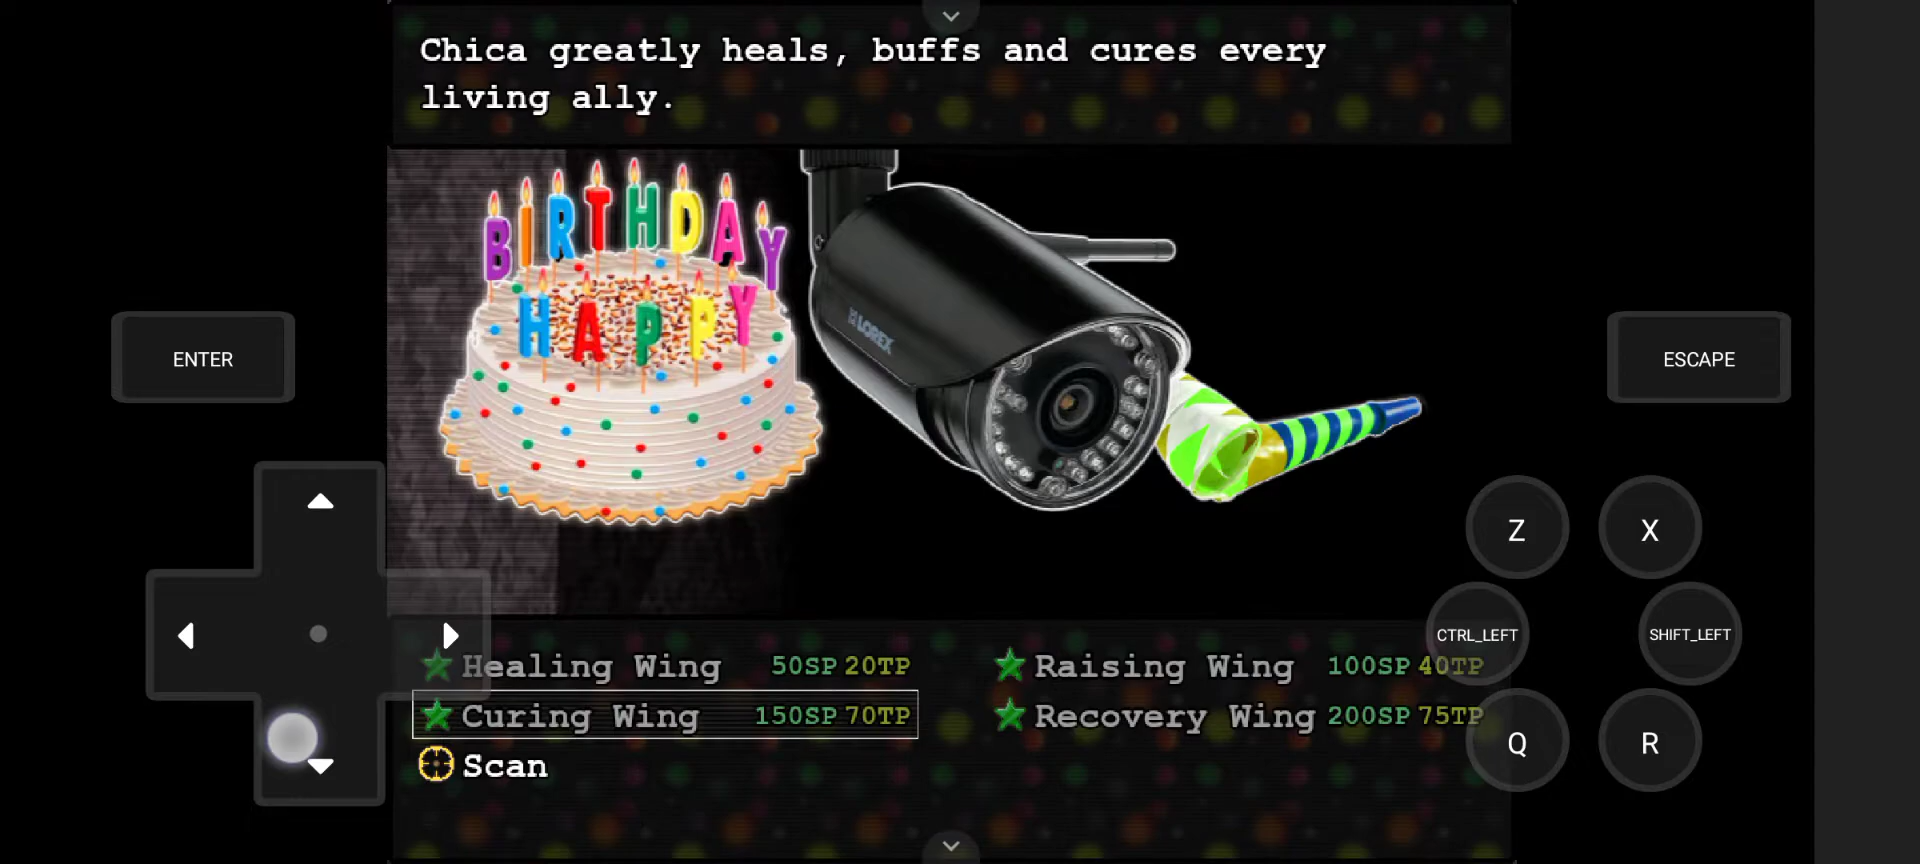 Chica greatly heals, buffs and cures every
living ally.
BIRTHDAY
HAPPY
LOREX
ENTER
ESCAPE
Z
X
CTRL_LEFT
SHIFT_LEFT
Healing Wing 50SP 20TP
Raising Wing 100SP 40TP
Curing Wing 150SP 70TP
Recovery Wing 200SP 75TP
Scan
Q
R